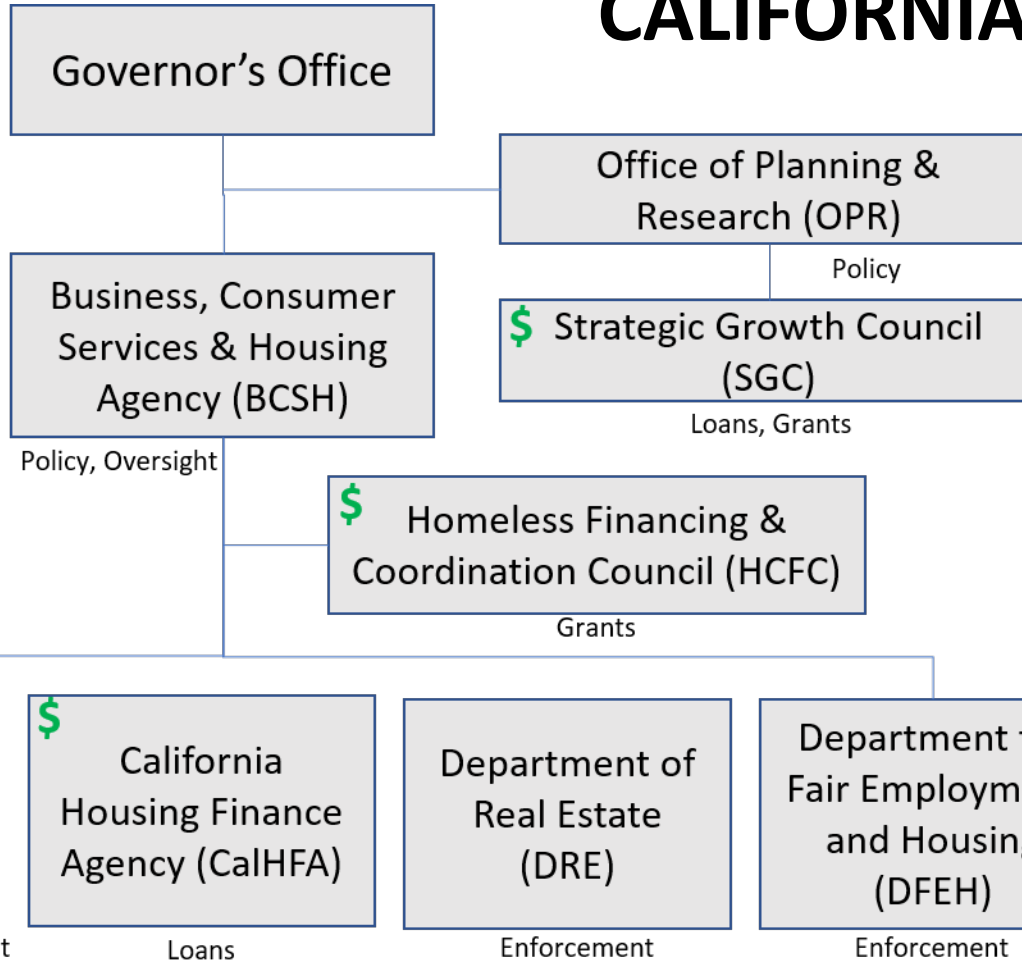 CALIFORNIA
Governor’s Office
Office of Planning &
Research (OPR)
Policy
Business, Consumer
Services & Housing
Agency (BCSH)
Policy, Oversight
$ Strategic Growth Council
(SGC)
Loans, Grants
$ Homeless Financing &
Coordination Council (HCFC)
Grants
$
California
Housing Finance
Agency (CalHFA)
Loans
Department of
Real Estate
(DRE)
Enforcement
Department
Fair
and
(DFEH)
Enforcement